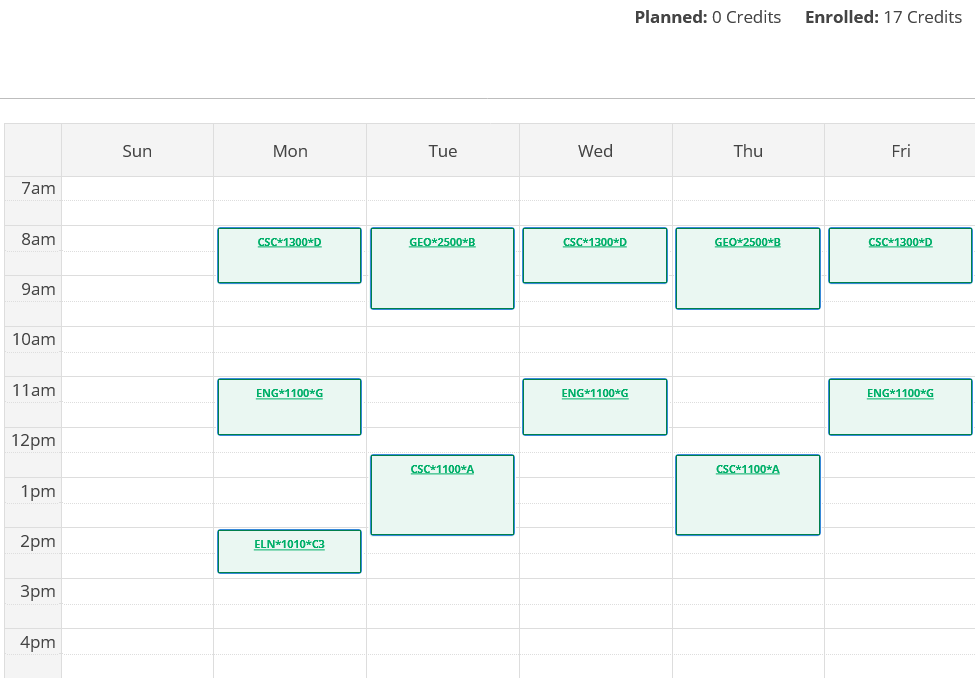 Planned: 0 Credits Enrolled: 17 Credits
Sun Mon Tue Wed Thu Fri
7am
8am
CSC*1300*D GEO*2500*B CSC*1300*D GEO*2500*B CSC*1300*D
9am
10am
11am
ENG*1100*G ENG*1100*G ENG*1100*G
12pm
CSC*1100*A CSC*1100*A
1pm
2pm
ELN*1010*C3
3pm
4pm